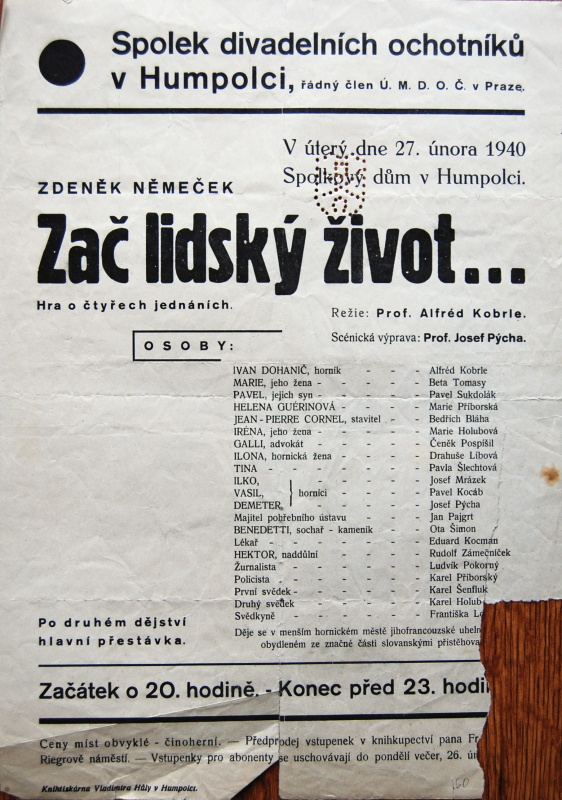 Spolek divadelních ochotníků
v Humpolci, řádný člen Ú. M. D. O. Č. v Praze.
V úterý dne 27. února 1940
Spolkový dům v Humpolci.
ZDENĚK NĚMEČEK
Zač lidský život...
Hra o čtyřech jednáních.
Režie: Prof. Alfréd Kobrle.
Scénická výprava: Prof. Josef Pýcha.
OSOBY:
IVAN DOHANIČ, horník - - - - Alfréd Kobrle
MARIE, jeho žena - - - - - Beta Tomasy
PAVEL, jejich syn - - - - - Pavel Sukdolák
HELENA GUÉRINOVÁ - - - - - Marie Příborská
JEAN-PIERRE CORNEL, stavitel - - - Bedřich Bláha
IRÉNA, jeho žena - - - - - Marie Holubová
GALLI, advokát - - - - Čeněk Pospíšil
ILONA, hornická žena - - - - Drahuše Líbová
TINA - - - - - - Pavla Šlechtová
ILKO, - - - - Josef Mrázek
VASIL, horníci - - - - Pavel Kocáb
DEMETER, - - - - Josef Pýcha
Majitel pohřebního ústavu - - - - Jan Pajgrt
BENEDETTI, sochař - kameník - - - Ota Šimon
Lékař - - - - - - Eduard Kocman
HEKTOR, naddůlní - - - - Rudolf Zámečníček
Žurnalista - - - - - Ludvík Pokorný
Policista - - - - - - Karel Příborský
První svědek - - - - - Karel Šenfluk
Druhý svědek - - - - - Karel Holub
Svědkyně - - - - - Františka
Po druhém dějství
hlavní přestávka.
Děje se v menším hornickém městě jihofrancouzské
obydleném ze značné části slovanskými
Začátek o 20. hodině. - Konec před 23.
Ceny míst obvyklé - činoherní. — Předprodej vstupenek v knihkupectví pana
Riegrově náměstí. — Vstupenky pro abonenty se uschovávají do pondělí večer, 26.
Knihtiskárna Vladimíra Hůly v Humpolci.
160